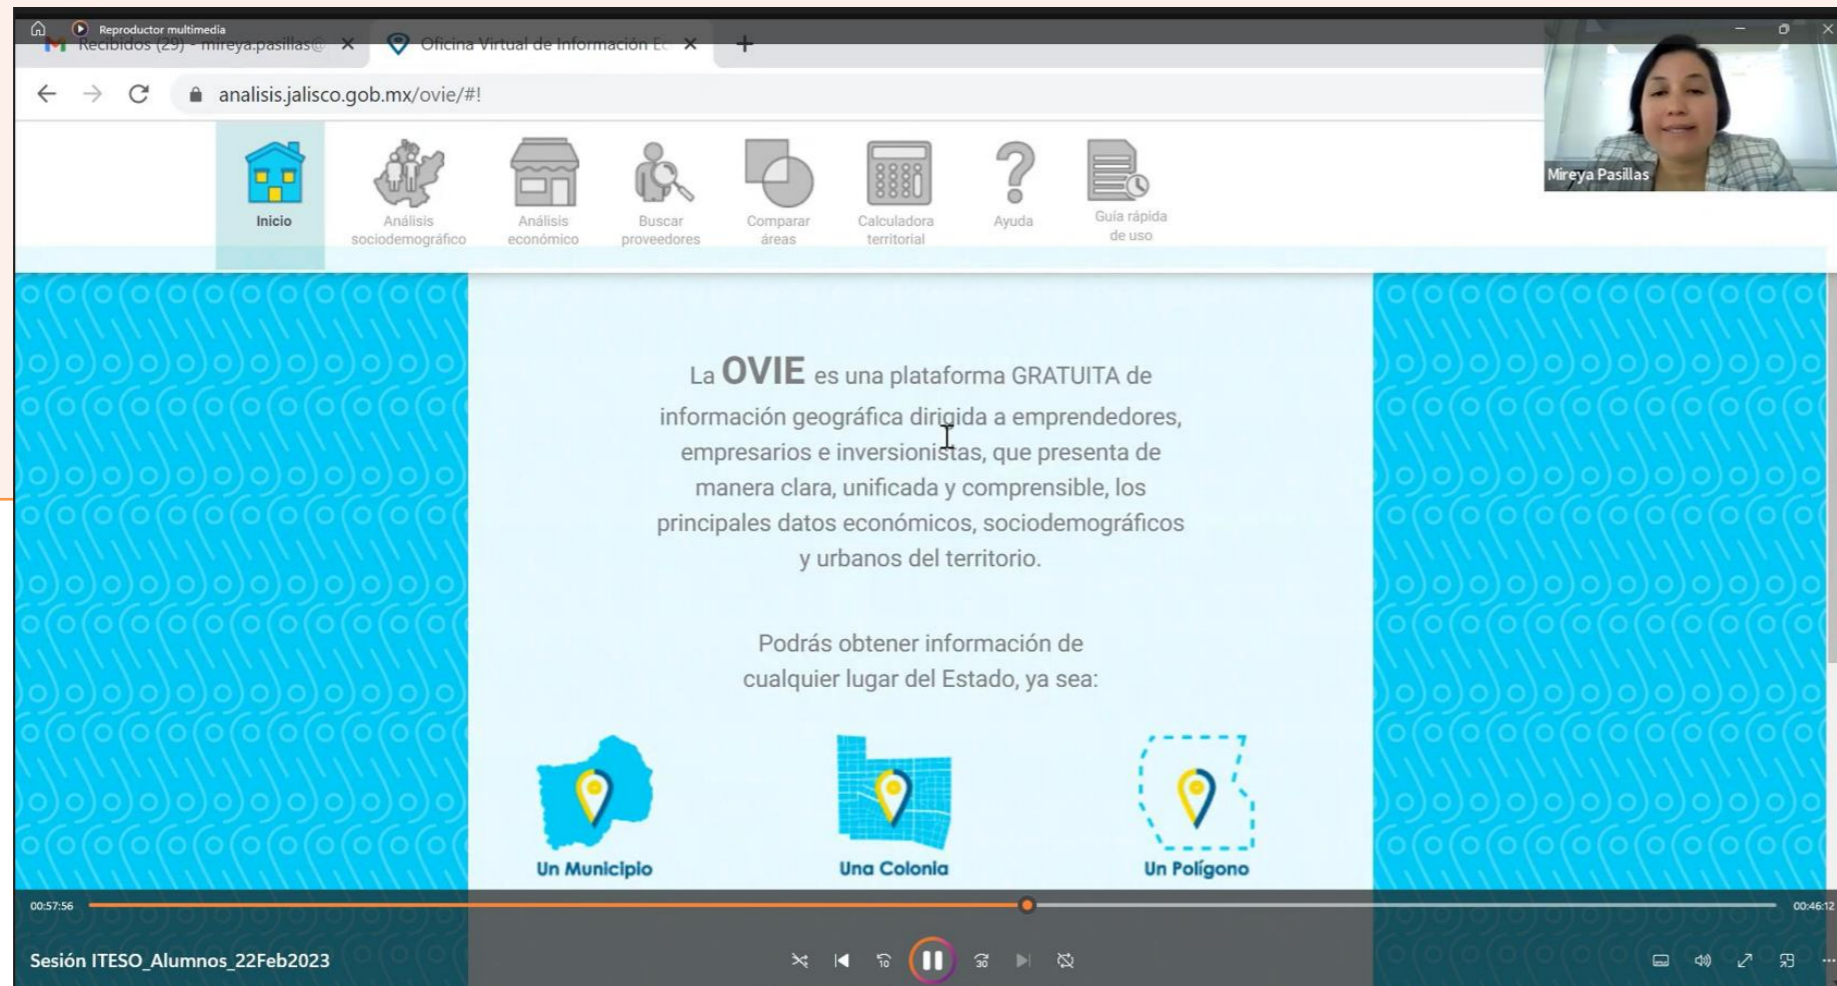 Reproductor multimedia
Recibidos (29) - mireya.pasillas@
Oficina Virtual de Información Ec
analisis.jalisco.gob.mx/ovie/#!
Mireya Pasillas
Inicio
Análisis
sociodemográfico
Análisis
económico
Buscar
proveedores
Comparar
áreas
Calculadora
territorial
Ayuda
Guía rápida
de uso
La OVIE es una plataforma GRATUITA de
información geográfica dirigida a emprendedores,
empresarios e inversionistas, que presenta de
manera clara, unificada y comprensible, los
principales datos económicos, sociodemográficos
y urbanos del territorio.
Podrás obtener información de
cualquier lugar del Estado, ya sea:
Un Municipio
Una Colonia
Un Polígono
00:57:56
00:46:12
Sesión ITESO_Alumnos_22Feb2023
10
30